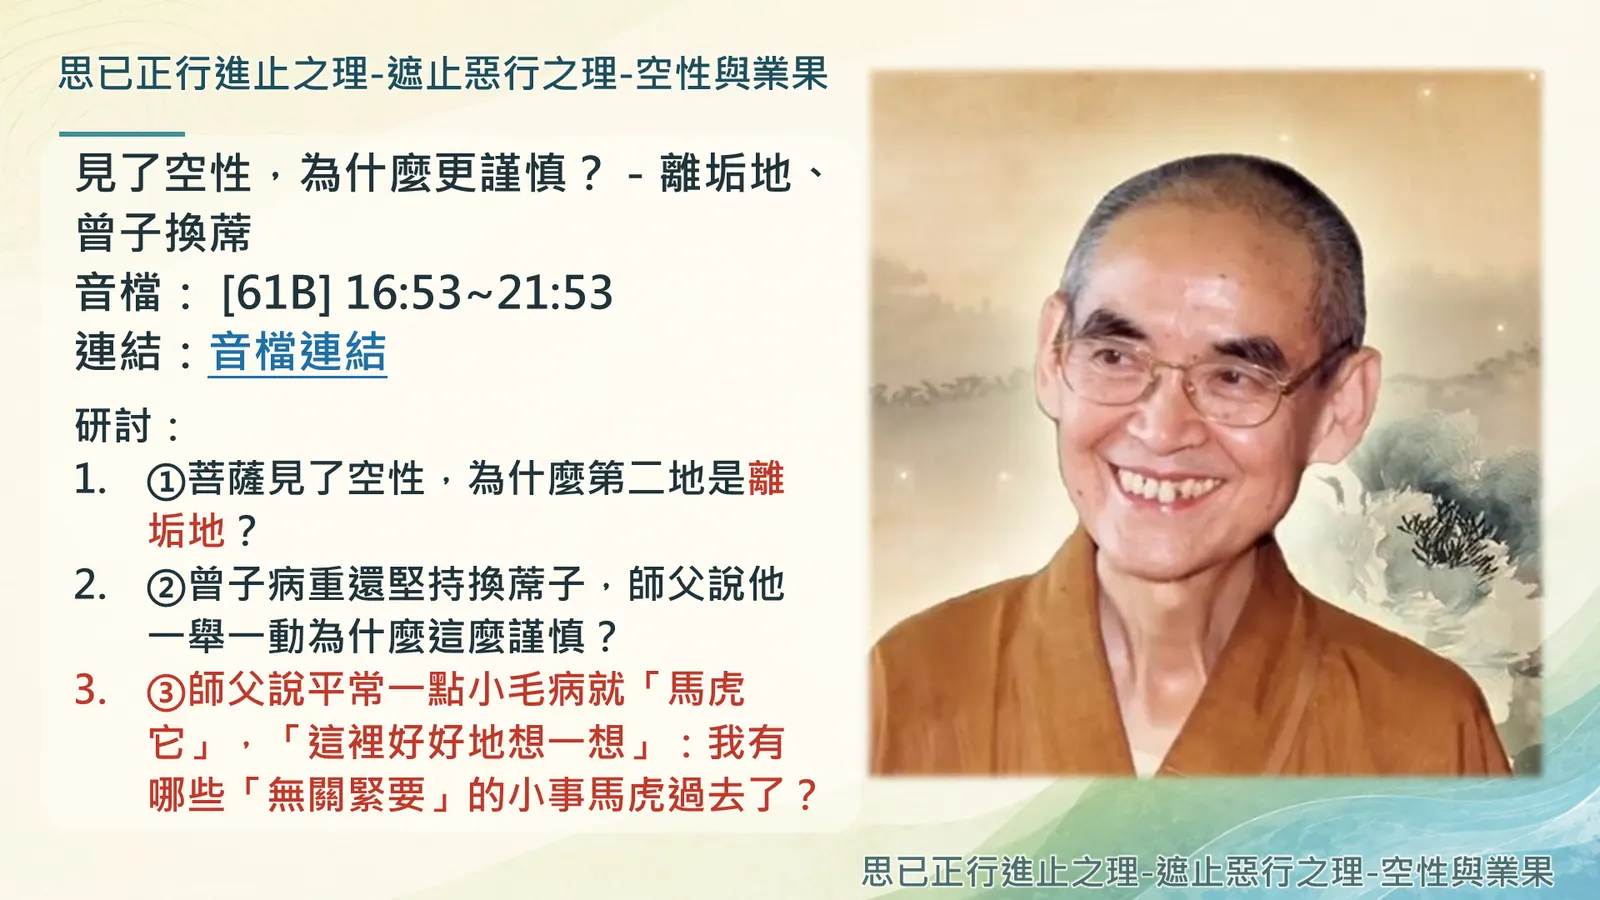 思已正行進止之理-遮止惡行之理-空性與業果
見了空性，為什麼更謹慎？ - 離垢地、
曾子換蓆
音檔： [61B] 16:53~21:53
連結：音檔連結
研討：
1. ①菩薩見了空性，為什麼第二地是離
垢地？
2. ②曾子病重還堅持換蓆子，師父說他
一舉一動為什麼這麼謹慎？
3. ③師父說平常一點小毛病就「馬虎
它」，「這裡好好地想一想」：我有
哪些「無關緊要」的小事馬虎過去了？
思已正行進止之理-遮止惡行之理-空性與業果